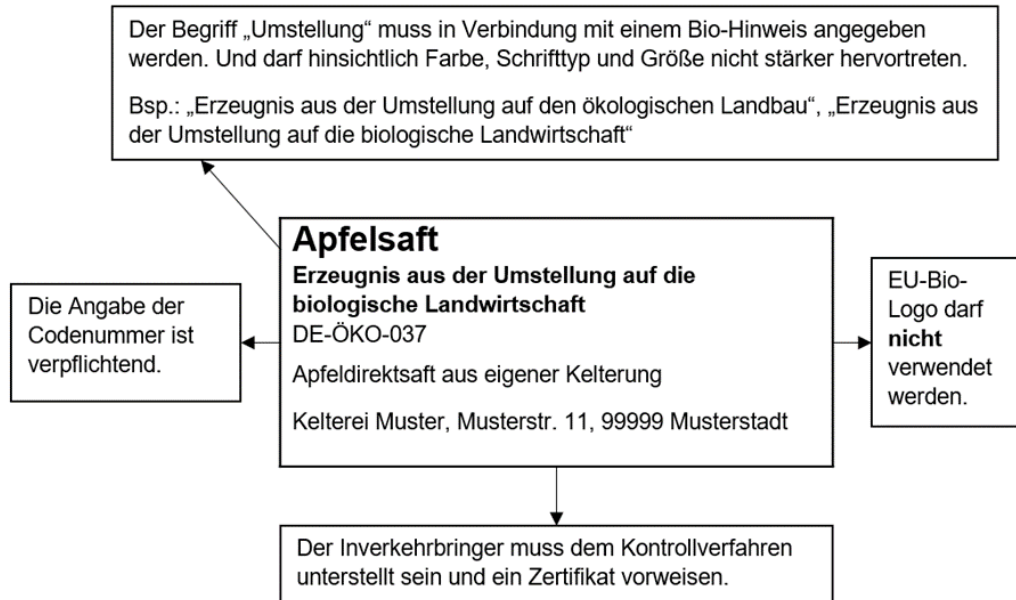 Der Begriff „Umstellung“ muss in Verbindung mit einem Bio-Hinweis angegeben
werden. Und darf hinsichtlich Farbe, Schrifttyp und Größe nicht stärker hervortreten.
Bsp.: „Erzeugnis aus der Umstellung auf den ökologischen Landbau“, „Erzeugnis aus
der Umstellung auf die biologische Landwirtschaft“
Apfelsaft
Erzeugnis aus der Umstellung auf die
biologische Landwirtschaft
DE-ÖKO-037
Apfeldirektsaft aus eigener Kelterung
Kelterei Muster, Musterstr. 11, 99999 Musterstadt
Die Angabe der
Codenummer ist
verpflichtend.
EU-Bio-
Logo darf
nicht
verwendet
werden.
Der Inverkehrbringer muss dem Kontrollverfahren
unterstellt sein und ein Zertifikat vorweisen.